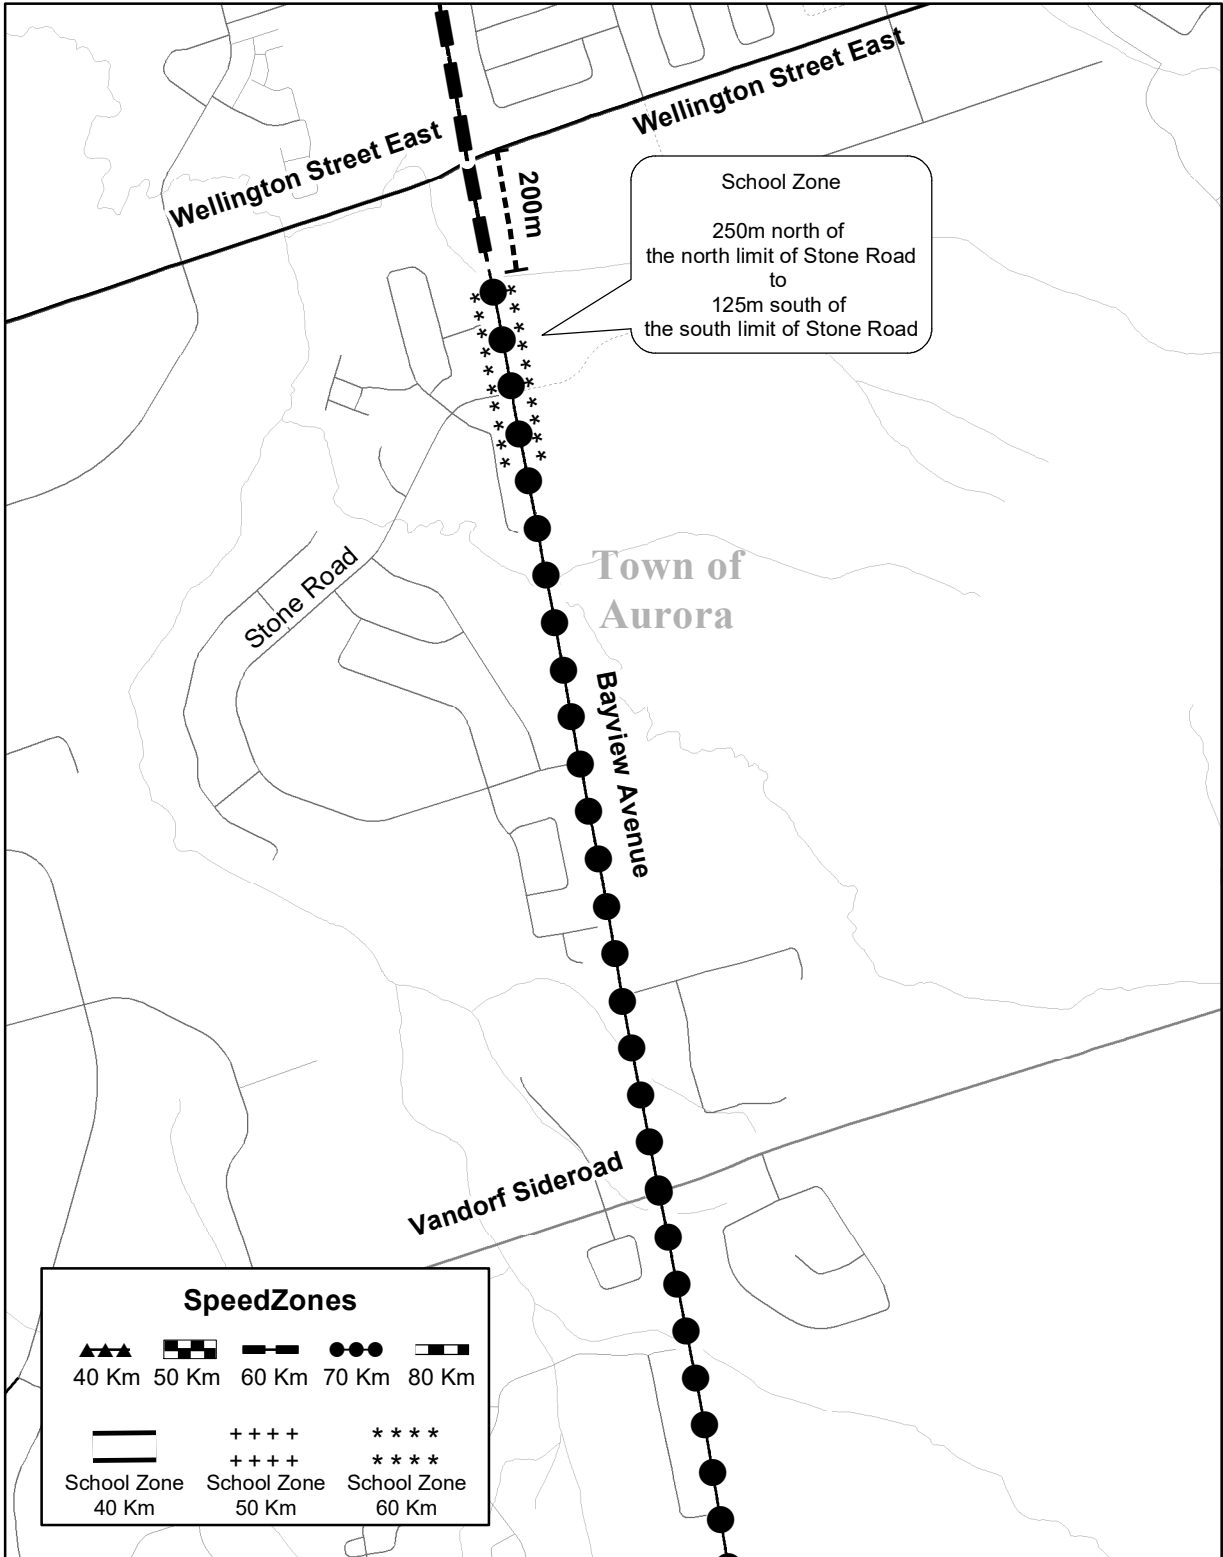 Wellington Street East
Wellington Street East
200m
School Zone
250m north of
the north limit of Stone Road
to
125m south of
the south limit of Stone Road
Stone Road
Town of
Aurora
Bayview Avenue
Vandorf Sideroad
SpeedZones
40 Km 50 Km 60 Km 70 Km 80 Km
School Zone School Zone School Zone
40 Km 50 Km 60 Km